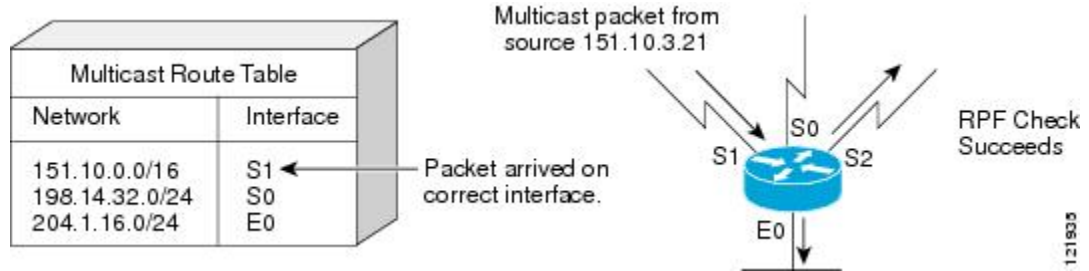 Multicast Route Table
Network Interface
151.10.0.0/16 S1
198.14.32.0/24 S0
204.1.16.0/24 E0
Packet arrived on
correct interface.
Multicast packet from
source 151.10.3.21
S0
S1
S2
E0
RPF Check
Succeeds
121935